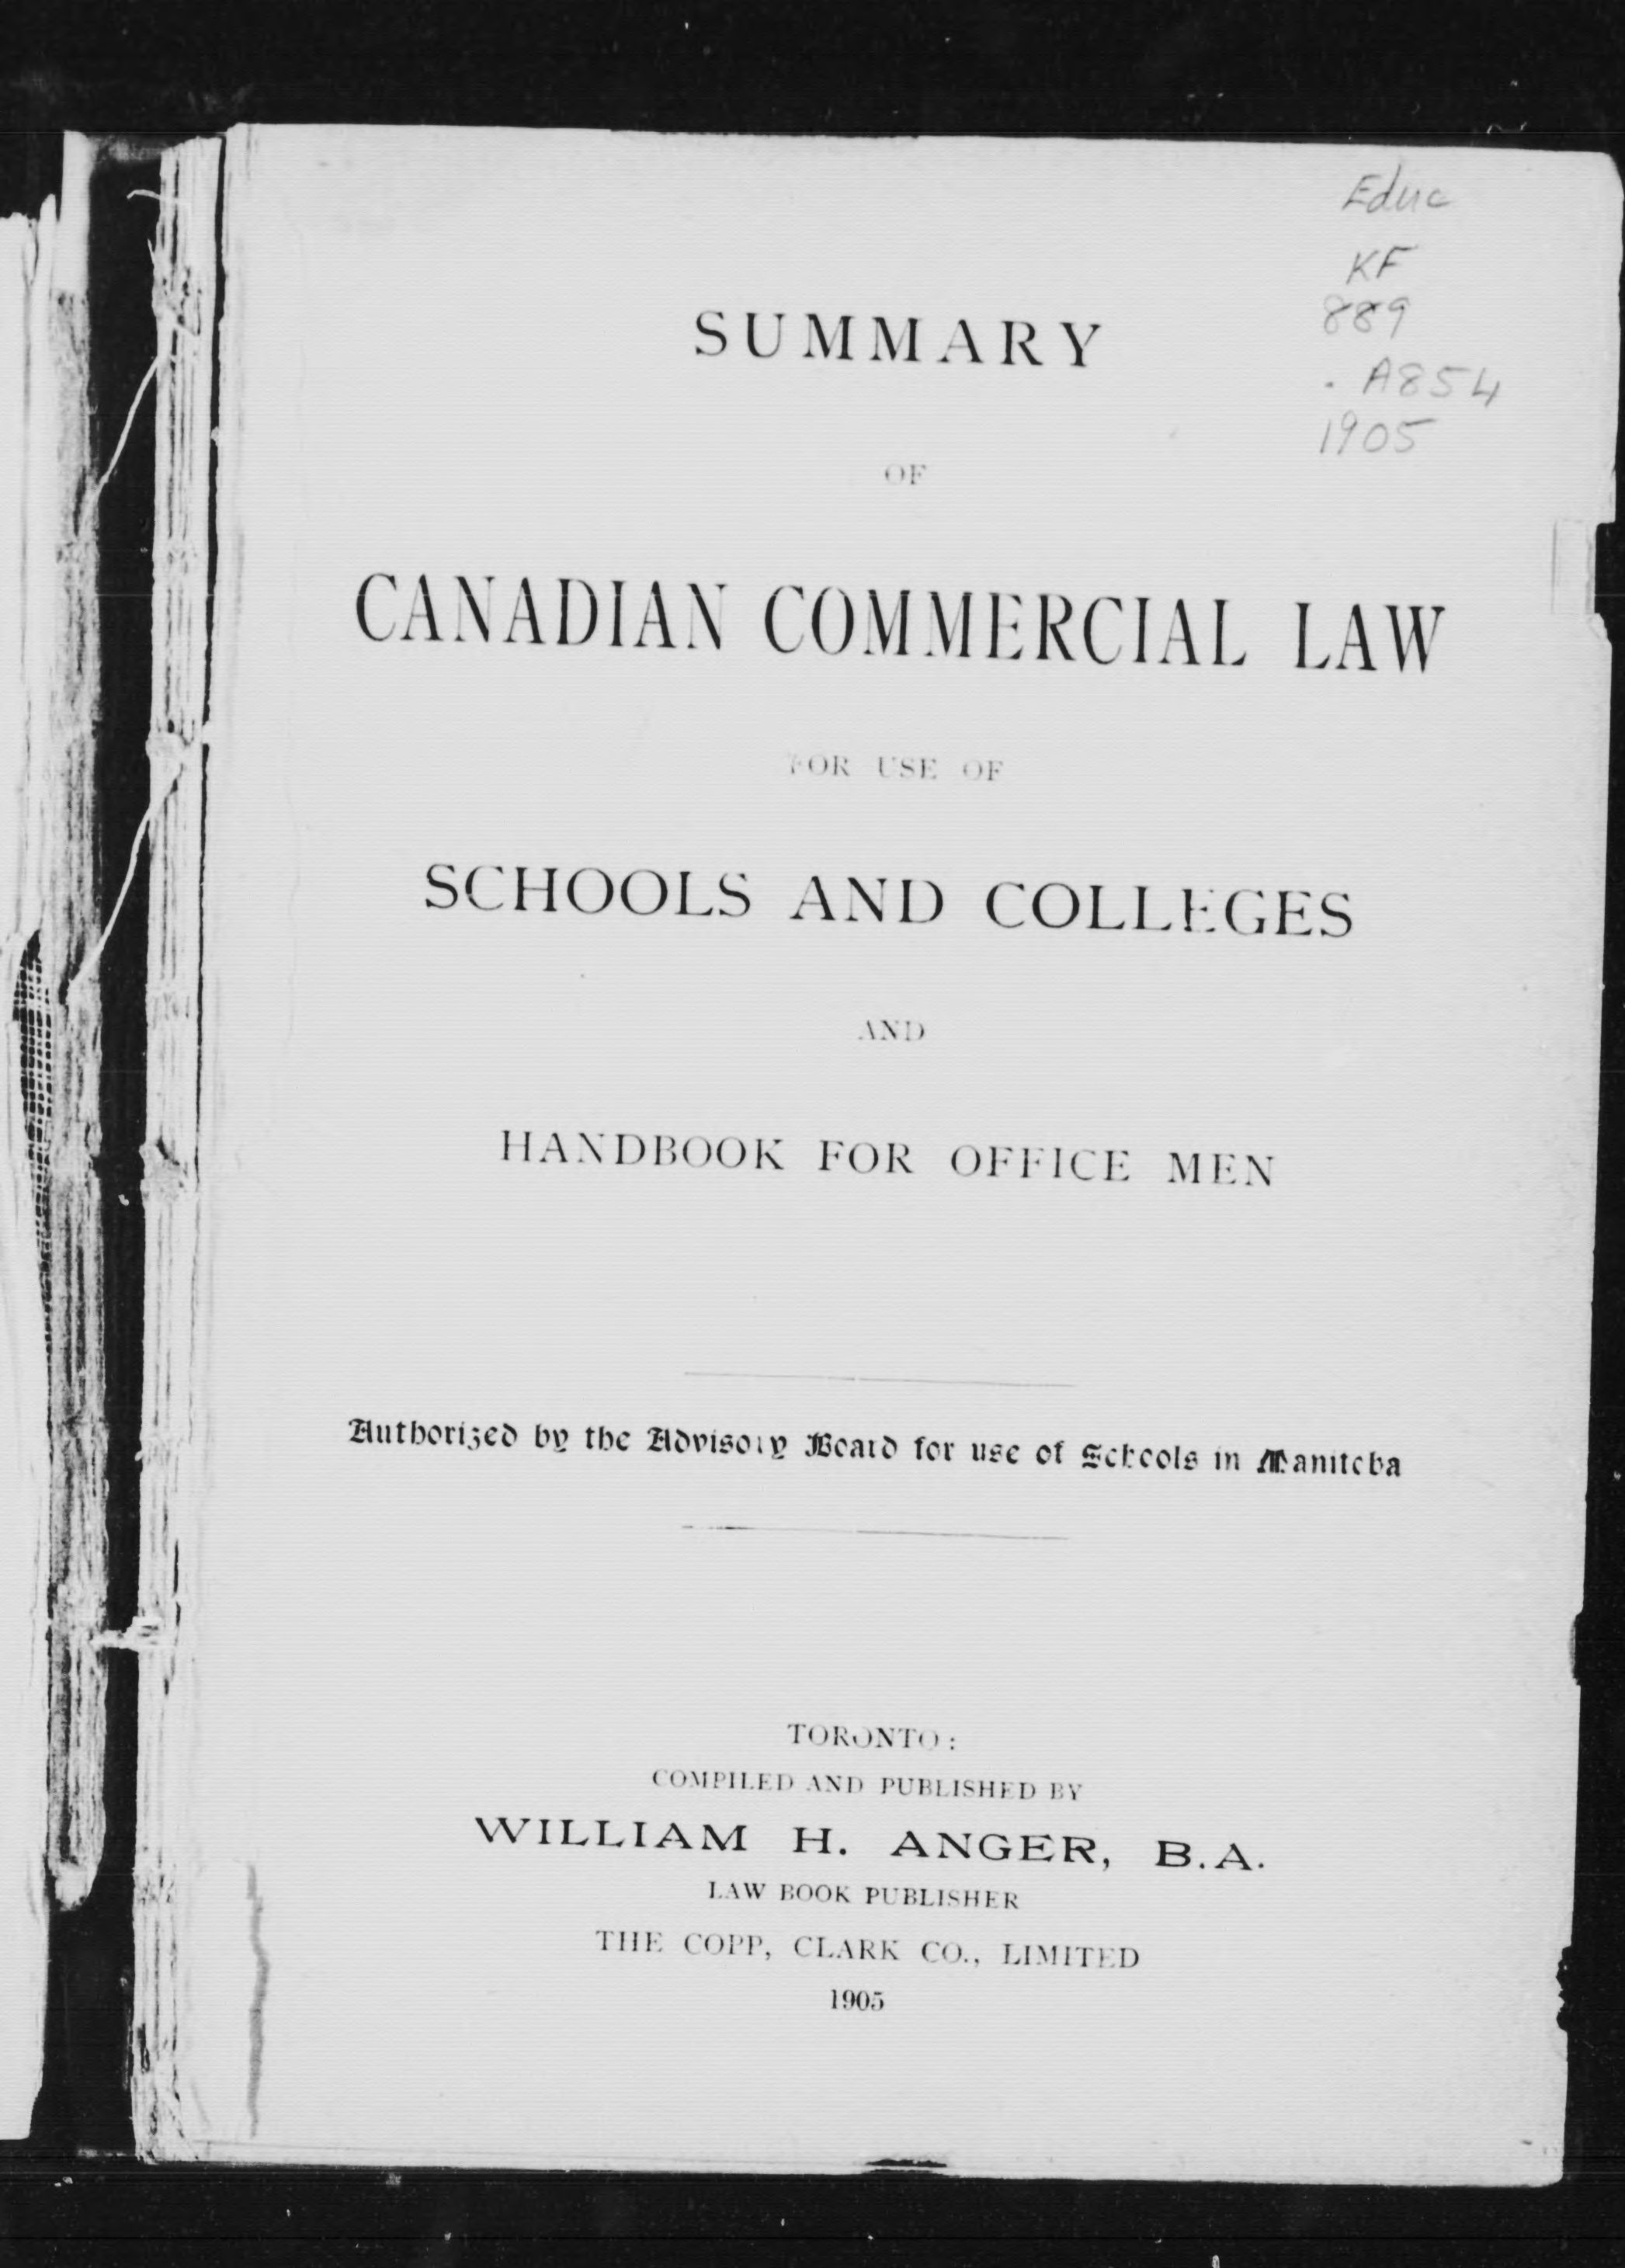 Educ
KF
889
. A854
1905
SUMMARY
OF
CANADIAN COMMERCIAL LAW
FOR USE OF
SCHOOLS AND COLLEGES
AND
HANDBOOK FOR OFFICE MEN
Authorized by the Advisory Board for use of Schools in Manitoba
TORONTO:
COMPILED AND PUBLISHED BY
WILLIAM H. ANGER, B.A.
LAW BOOK PUBLISHER
THE COPP, CLARK CO., LIMITED
1905